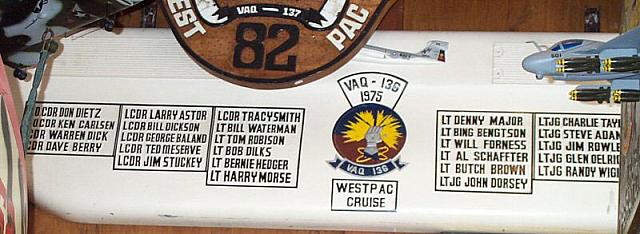 VAQ — 137
WEST
82
PAC
VAQ - 136
1975
VAQ 136
WESTPAC
CRUISE
CDR DON DIETZ
CDR KEN CARLSEN
CDR WARREN DICK
CDR DAVE BERRY
LCDR LARRY ASTOR
LCDR BILL DICKSON
LCDR GEORGE BALAND
LCDR TED MESERVE
LCDR JIM STUCKEY
LCDR TRACY SMITH
LT BILL WATERMAN
LT TOM ROBISON
LT BOB DILKS
LT BERNIE HEDGER
LT HARRY MORSE
LT DENNY MAJOR
LT BING BENGTSON
LT WILL FORNESS
LT AL SCHAFFTER
LT BUTCH BROWN
LTJG JOHN DORSEY
LTJG CHARLIE
LTJG STEVE
LTJG JIM
LTJG GLEN
LTJG RANDY